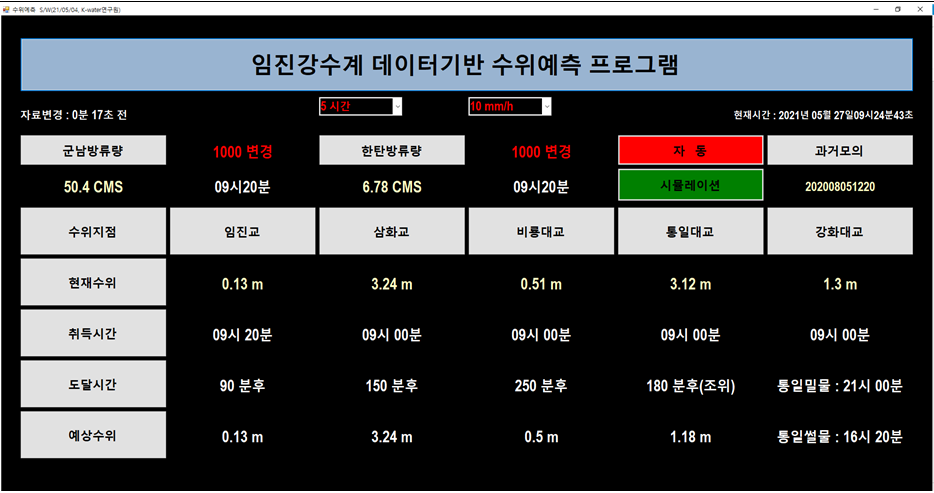 수위예측 S/W(21/05/04, K-water연구원)
임진강수계 데이터기반 수위예측 프로그램
자료변경 : 0분 17초 전 5 시간 10 mm/h 현재시간 : 2021년 05월 27일09시24분43초
군남방류량 1000 변경 한탄방류량 1000 변경 자 동 과거모의
50.4 CMS 09시20분 6.78 CMS 09시20분 시뮬레이션 202008051220
수위지점 임진교 삼화교 비룡대교 통일대교 강화대교
현재수위 0.13 m 3.24 m 0.51 m 3.12 m 1.3 m
취득시간 09시 20분 09시 00분 09시 00분 09시 00분 09시 00분
도달시간 90 분후 150 분후 250 분후 180 분후(조위) 통일밀물 : 21시 00분
예상수위 0.13 m 3.24 m 0.5 m 1.18 m 통일썰물 : 16시 20분